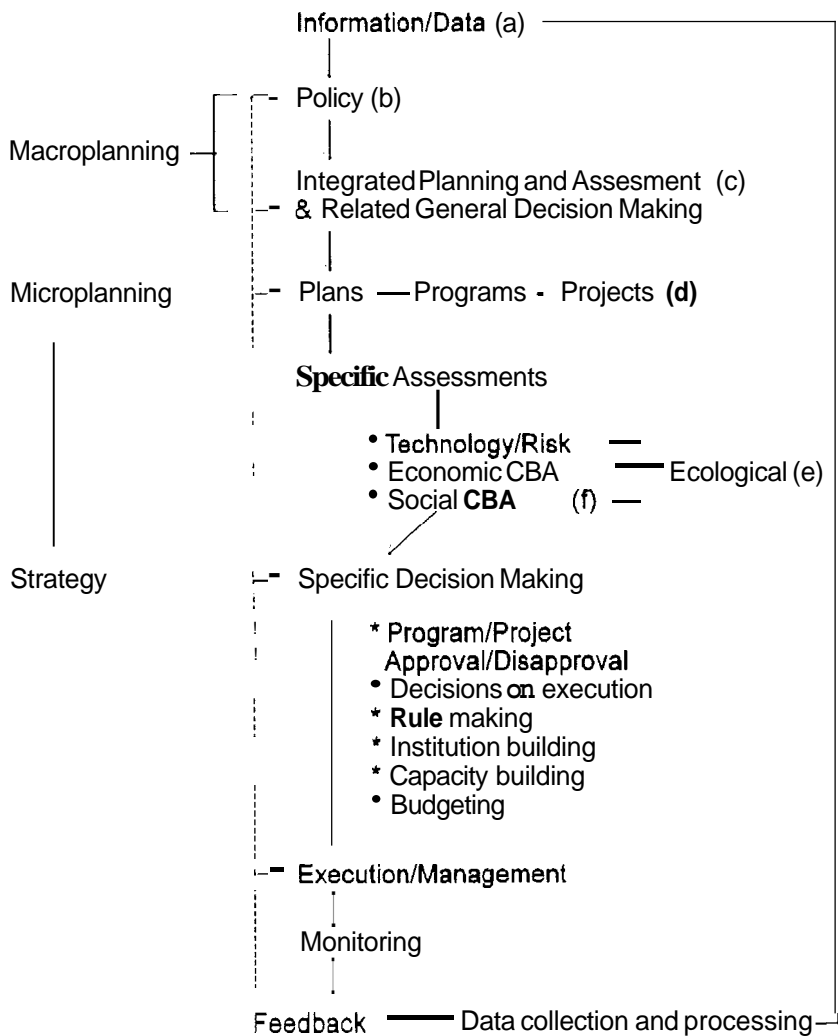 Information/Data (a)
Policy (b)
Macroplanning
Integrated Planning and Assesment (c)
& Related General Decision Making
Microplanning
Plans — Programs - Projects (d)
Specific Assessments
• Technology/Risk —
• Economic CBA — Ecological (e)
• Social CBA (f) —
Strategy
Specific Decision Making
* Program/Project
Approval/Disapproval
• Decisions on execution
* Rule making
* Institution building
* Capacity building
• Budgeting
Execution/Management
Monitoring
Feedback — Data collection and processing